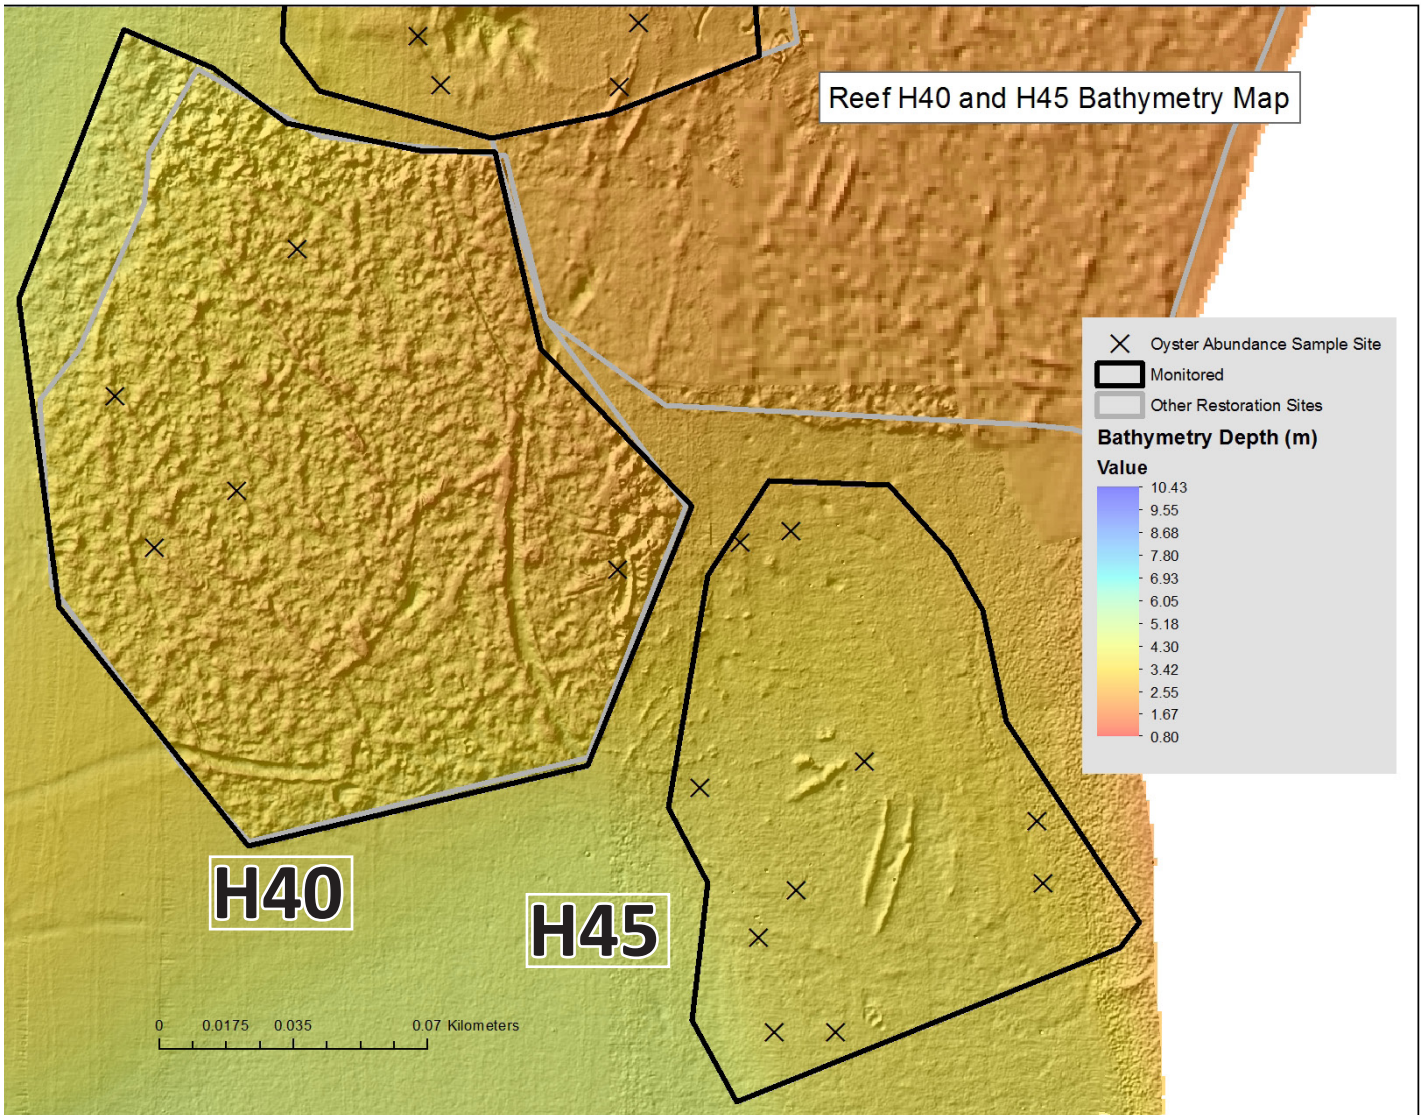 Reef H40 and H45 Bathymetry Map
Oyster Abundance Sample Site
Monitored
Other Restoration Sites
Bathymetry Depth (m)
Value
10.43
9.55
8.68
7.80
6.93
6.05
5.18
4.30
3.42
2.55
1.67
0.80
H40
H45
0 0.0175 0.035 0.07 Kilometers